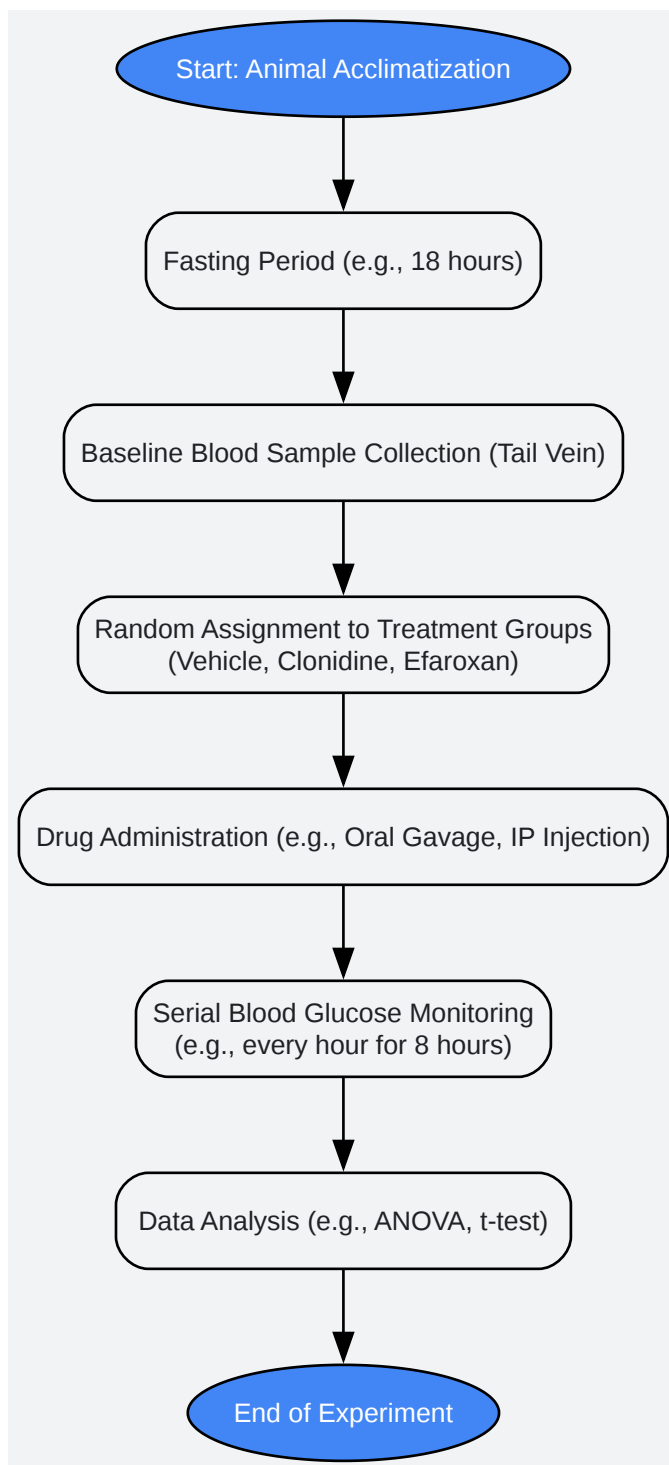 Start: Animal Acclimatization
Fasting Period (e.g., 18 hours)
Baseline Blood Sample Collection (Tail Vein)
Random Assignment to Treatment Groups
(Vehicle, Clonidine, Efaroxan)
Drug Administration (e.g., Oral Gavage, IP Injection)
Serial Blood Glucose Monitoring
(e.g., every hour for 8 hours)
Data Analysis (e.g., ANOVA, t-test)
End of Experiment